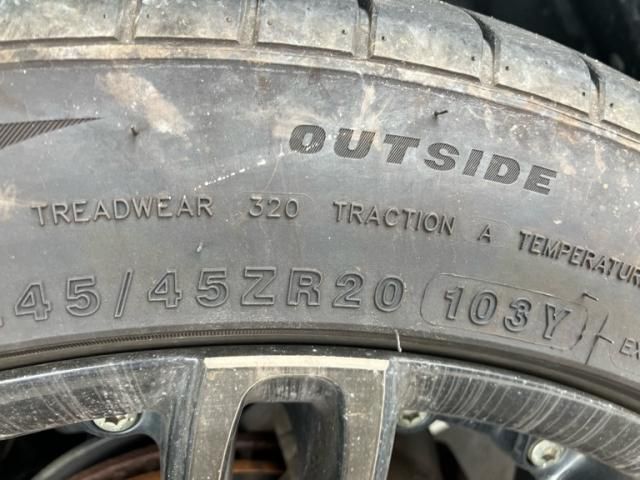 OUTSIDE
TREADWEAR 320 TRACTION A TEMPERATUR
45/45ZR20 103Y